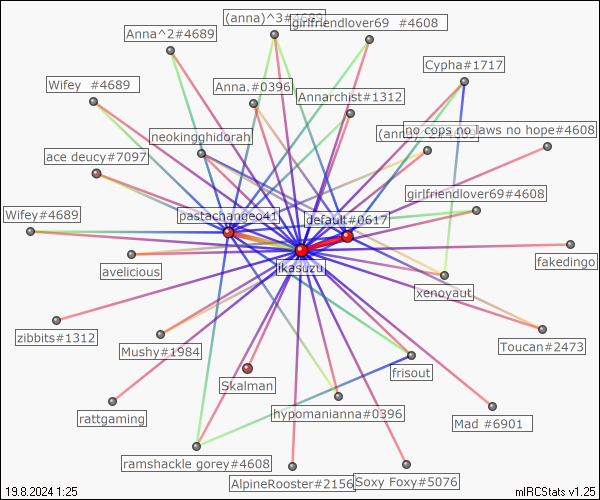 (anna)^3#4689
girlfriendlover69 #4608
Anna^2#4689
Cypha#1717
Wifey #4689
Anna.#0396
Annarchist#1312
no cops no laws no hope#4608
neokingghidorah
(anna)
ace deucy#7097
girlfriendlover69#4608
Wifey#4689
pastachangeo41
default#0617
ikasuzu
fakedingo
avelicious
xenoyaut
zibbits#1312
Mushy#1984
Toucan#2473
frisout
Skalman
hypomanianna#0396
rattgaming
Mad #6901
ramshackle gorey#4608
AlpineRooster#2156
Soxy Foxy#5076
19.8.2024 1:25
mIRCStats v1.25